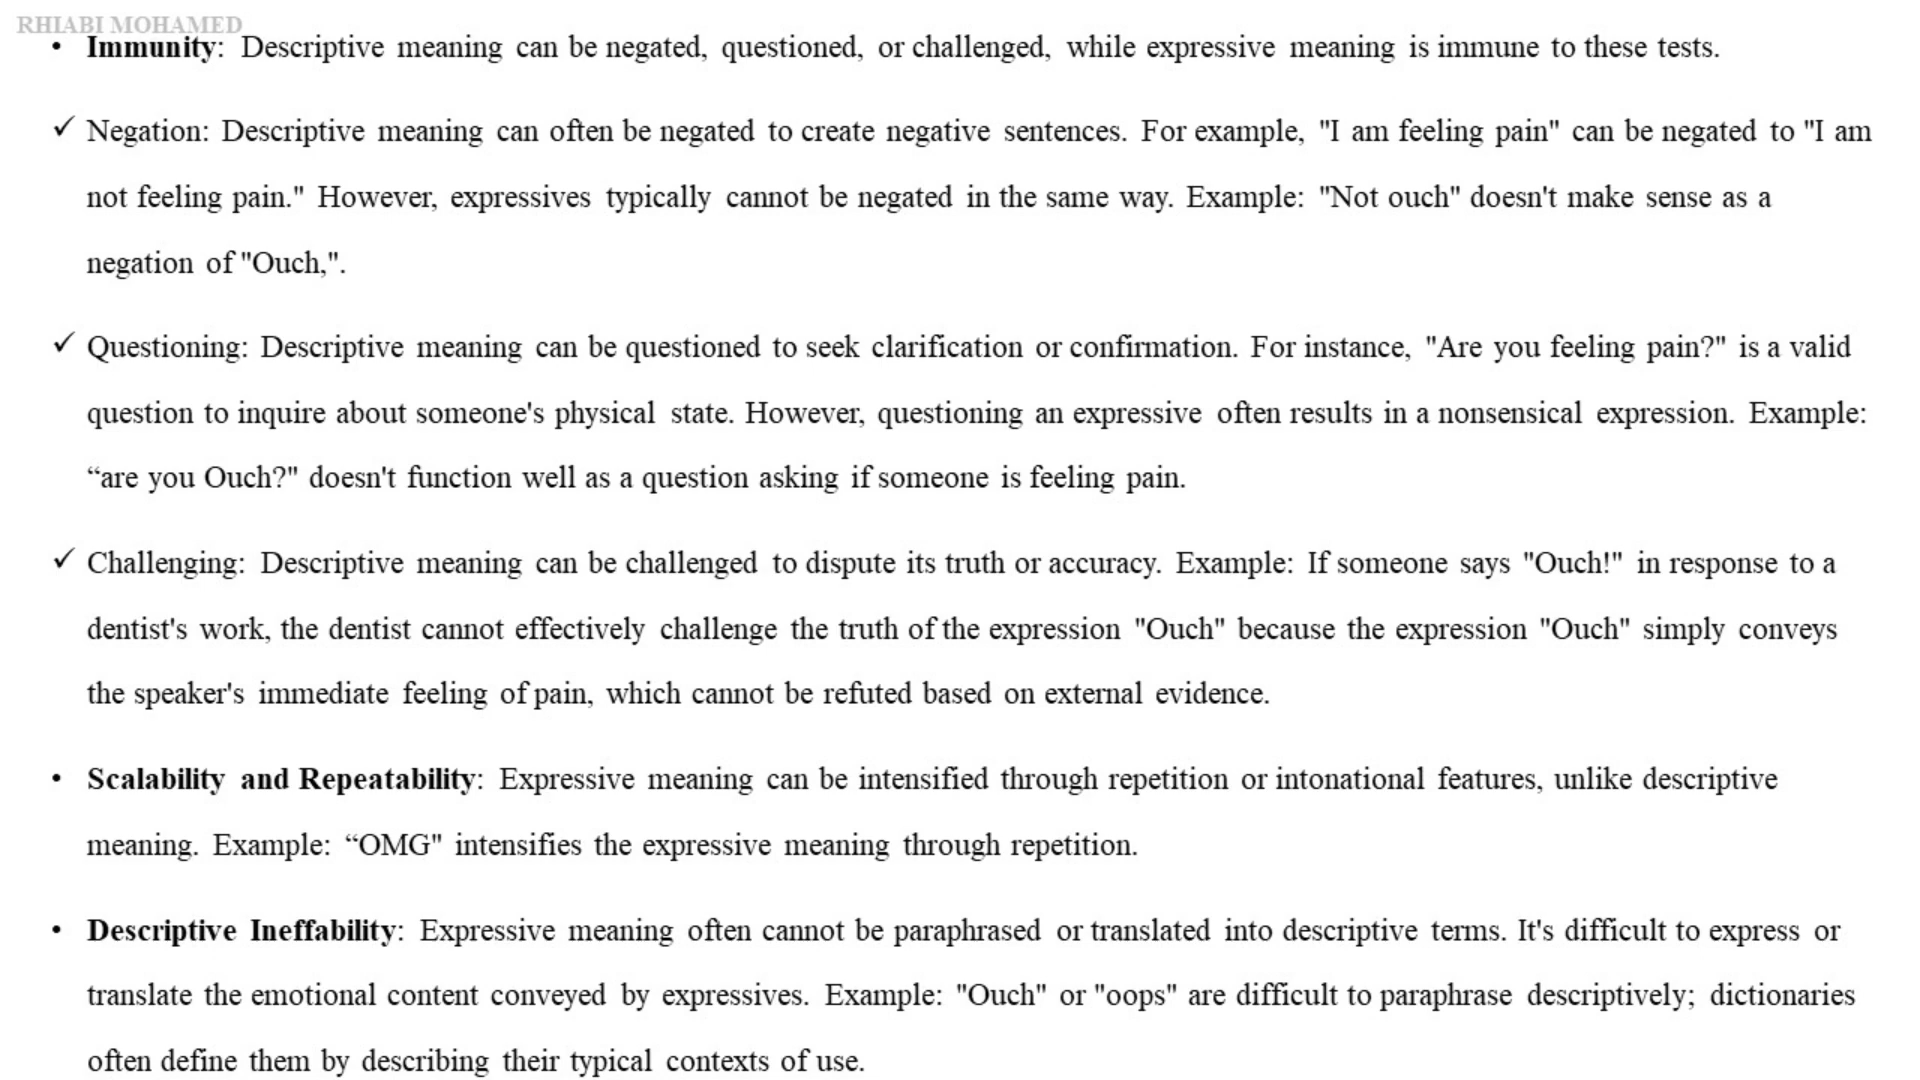 RHIABI MOHAMED
• Immunity: Descriptive meaning can be negated, questioned, or challenged, while expressive meaning is immune to these tests.
✓ Negation: Descriptive meaning can often be negated to create negative sentences. For example, "I am feeling pain" can be negated to "I am
not feeling pain." However, expressives typically cannot be negated in the same way. Example: "Not ouch" doesn't make sense as a
negation of "Ouch,".
✓ Questioning: Descriptive meaning can be questioned to seek clarification or confirmation. For instance, "Are you feeling pain?" is a valid
question to inquire about someone's physical state. However, questioning an expressive often results in a nonsensical expression. Example:
“are you Ouch?" doesn't function well as a question asking if someone is feeling pain.
✓ Challenging: Descriptive meaning can be challenged to dispute its truth or accuracy. Example: If someone says "Ouch!" in response to a
dentist's work, the dentist cannot effectively challenge the truth of the expression "Ouch" because the expression "Ouch" simply conveys
the speaker's immediate feeling of pain, which cannot be refuted based on external evidence.
• Scalability and Repeatability: Expressive meaning can be intensified through repetition or intonational features, unlike descriptive
meaning. Example: “OMG" intensifies the expressive meaning through repetition.
• Descriptive Ineffability: Expressive meaning often cannot be paraphrased or translated into descriptive terms. It's difficult to express or
translate the emotional content conveyed by expressives. Example: "Ouch" or "oops" are difficult to paraphrase descriptively; dictionaries
often define them by describing their typical contexts of use.